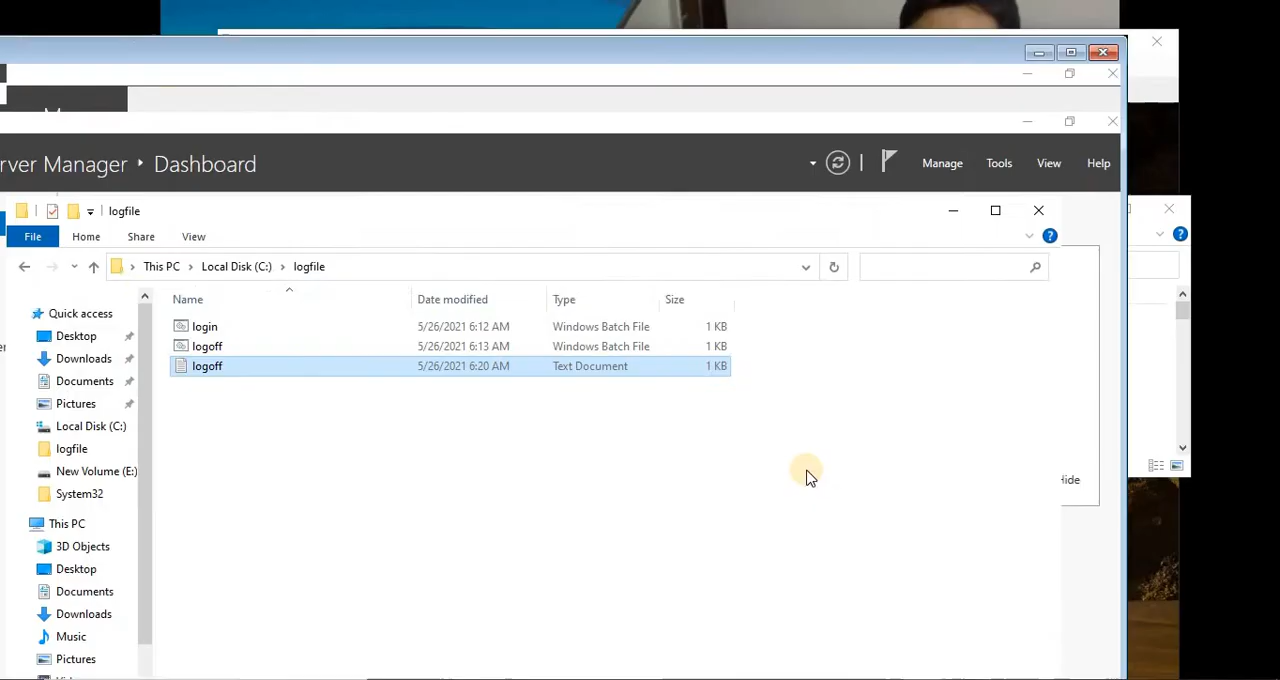 rver Manager ‣ Dashboard
Manage Tools View Help
logfile
File Home Share View
This PC > Local Disk (C:) > logfile
Name Date modified Type Size
login 5/26/2021 6:12 AM Windows Batch File 1 KB
logoff 5/26/2021 6:13 AM Windows Batch File 1 KB
logoff 5/26/2021 6:20 AM Text Document 1 KB
Quick access
Desktop
Downloads
Documents
Pictures
Local Disk (C:)
logfile
New Volume (E:)
System32
This PC
3D Objects
Desktop
Documents
Downloads
Music
Pictures
Hide